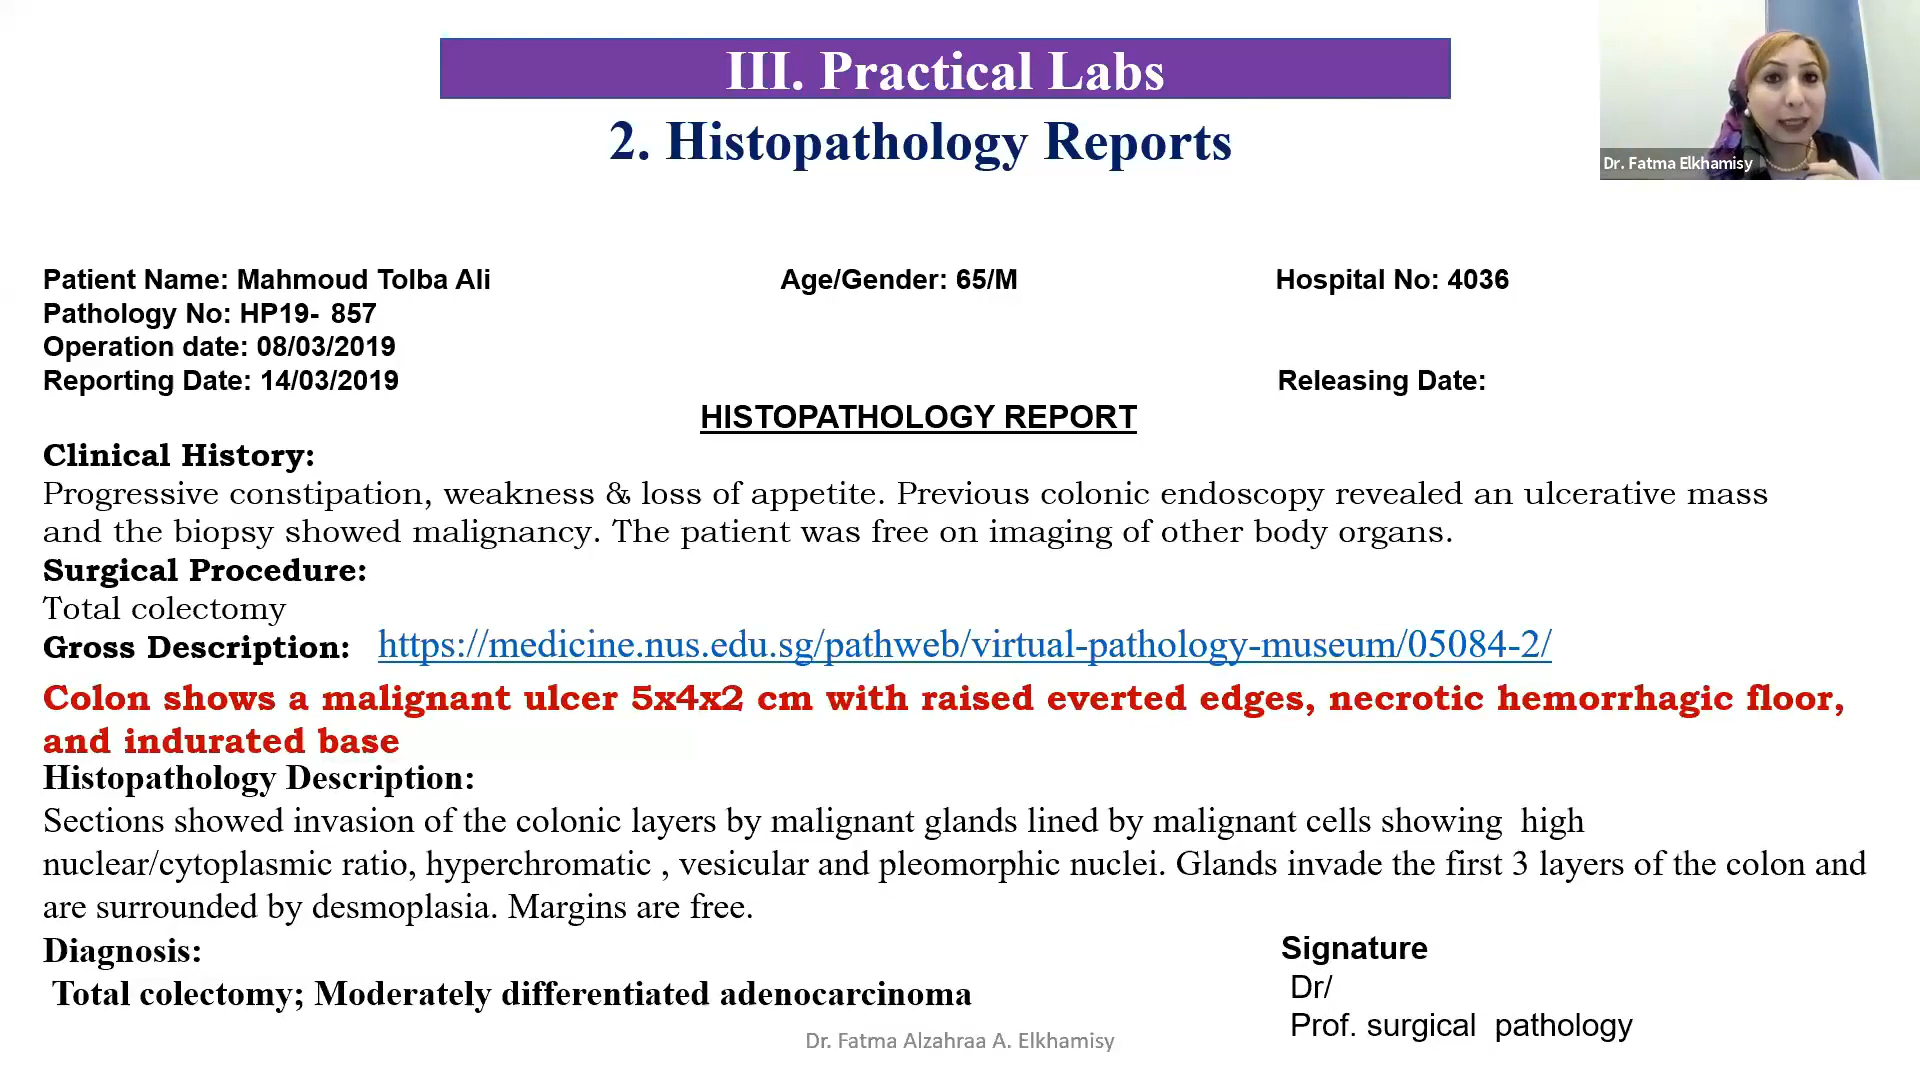 III. Practical Labs
2. Histopathology Reports
Dr. Fatma Elkhamisy
Patient Name: Mahmoud Tolba Ali Age/Gender: 65/M Hospital No: 4036
Pathology No: HP19- 857
Operation date: 08/03/2019
Reporting Date: 14/03/2019 Releasing Date:
HISTOPATHOLOGY REPORT
Clinical History:
Progressive constipation, weakness & loss of appetite. Previous colonic endoscopy revealed an ulcerative mass
and the biopsy showed malignancy. The patient was free on imaging of other body organs.
Surgical Procedure:
Total colectomy
Gross Description: https://medicine.nus.edu.sg/pathweb/virtual-pathology-museum/05084-2/
Colon shows a malignant ulcer 5x4x2 cm with raised everted edges, necrotic hemorrhagic floor,
and indurated base
Histopathology Description:
Sections showed invasion of the colonic layers by malignant glands lined by malignant cells showing high
nuclear/cytoplasmic ratio, hyperchromatic , vesicular and pleomorphic nuclei. Glands invade the first 3 layers of the colon and
are surrounded by desmoplasia. Margins are free.
Diagnosis:
Total colectomy; Moderately differentiated adenocarcinoma
Signature
Dr/
Prof. surgical pathology
Dr. Fatma Alzahraa A. Elkhamisy